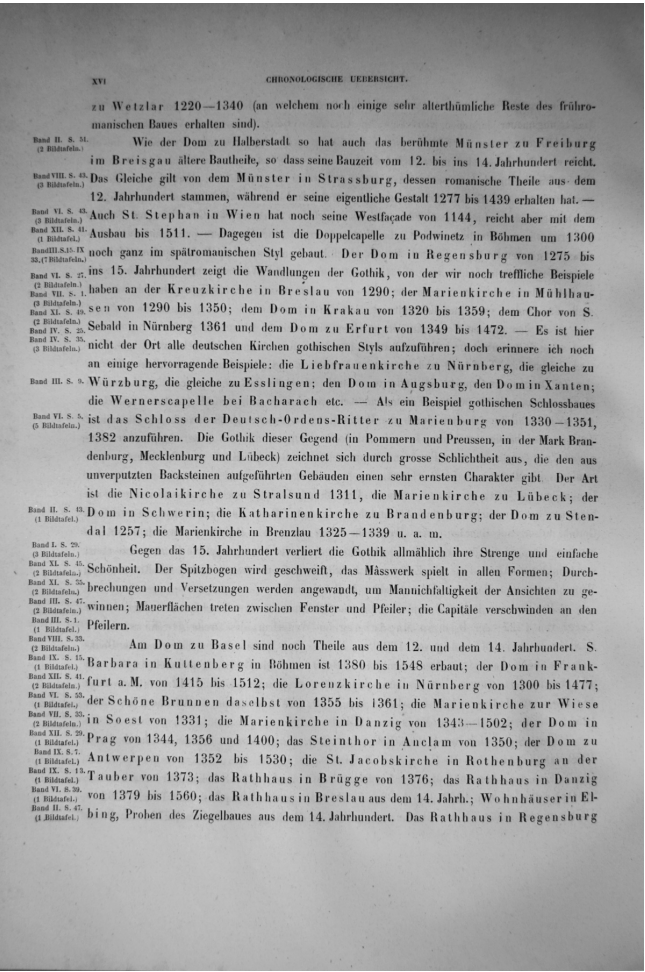 XVI
CHRONOLOGISCHE UEBERSICHT.
zu Wetzlar 1220—1340 (an welchem noch einige sehr alterthümliche Reste des frühro-
manischen Baues erhalten sind).
Band II. S. 51.
(2 Bildtafeln.)
Wie der Dom zu Halberstadt so hat auch das berühmte Münster zu Freiburg
im Breisgau ältere Bautheile, so dass seine Bauzeit vom 12. bis ins 14. Jahrhundert reicht.
Band VIII. S. 43.
(3 Bildtafeln.)
Das Gleiche gilt von dem Münster in Strassburg, dessen romanische Theile aus dem
12. Jahrhundert stammen, während er seine eigentliche Gestalt 1277 bis 1439 erhalten hat. —
Band VI. S. 43.
(3 Bildtafeln.)
Auch St. Stephan in Wien hat noch seine Westfaçade von 1144, reicht aber mit dem
Band XII. S. 41.
(1 Bildtafel.)
Ausbau bis 1511. — Dagegen ist die Doppelcapelle zu Podwinetz in Böhmen um 1300
Band III. S. 15. IX
33. (7 Bildtafeln.)
noch ganz im spätromanischen Styl gebaut. Der Dom in Regensburg von 1275 bis
ins 15. Jahrhundert zeigt die Wandlungen der Gothik, von der wir noch treffliche Beispiele
Band VI. S. 27.
(2 Bildtafeln.)
haben an der Kreuzkirche in Breslau von 1290; der Marienkirche in Mühlhau-
Band VII. S. 1.
(3 Bildtafeln.)
sen von 1290 bis 1350; dem Dom in Krakau von 1320 bis 1359; dem Chor von S.
Band XI. S. 49.
(2 Bildtafeln.)
Sebald in Nürnberg 1361 und dem Dom zu Erfurt von 1349 bis 1472. — Es ist hier
Band IV. S. 25.
Band IV. S. 35.
(3 Bildtafeln.)
nicht der Ort alle deutschen Kirchen gothischen Styls aufzuführen; doch erinnere ich noch
an einige hervorragende Beispiele: die Liebfrauenkirche zu Nürnberg, die gleiche zu
Band III. S. 9.
Würzburg, die gleiche zu Esslingen; den Dom in Augsburg, den Dom in Xanten;
die Wernerscapelle bei Bacharach etc. — Als ein Beispiel gothischen Schlossbaues
Band VI. S. 5.
(5 Bildtafeln.)
ist das Schloss der Deutsch-Ordens-Ritter zu Marienburg von 1330—1351,
1382 anzuführen. Die Gothik dieser Gegend (in Pommern und Preussen, in der Mark Bran-
denburg, Mecklenburg und Lübeck) zeichnet sich durch grosse Schlichtheit aus, die den aus
unverputzten Backsteinen aufgeführten Gebäuden einen sehr ernsten Charakter gibt. Der Art
ist die Nicolaikirche zu Stralsund 1311, die Marienkirche zu Lübeck; der
Band II. S. 43.
(1 Bildtafel.)
Dom in Schwerin; die Katharinenkirche zu Brandenburg; der Dom zu Sten-
dal 1257; die Marienkirche in Brenzlau 1325—1339 u. a. m.
Band I. S. 29.
(3 Bildtafeln.)
Gegen das 15. Jahrhundert verliert die Gothik allmählich ihre Strenge und einfache
Band XI. S. 45.
(2 Bildtafeln.)
Schönheit. Der Spitzbogen wird geschweift, das Måsswerk spielt in allen Formen; Durch-
Band XI. S. 55.
(2 Bildtafeln.)
brechungen und Versetzungen werden angewandt, um Mannichfaltigkeit der Ansichten zu ge-
Band III. S. 47.
(2 Bildtafeln.)
winnen; Mauerflächen treten zwischen Fenster und Pfeiler; die Capitäle verschwinden an den
Band III. S. 1.
(1 Bildtafel.)
Pfeilern.
Band VIII. S. 33.
(2 Bildtafeln.)
Am Dom zu Basel sind noch Theile aus dem 12. und dem 14. Jahrhundert. S.
Band IX. S. 15.
(1 Bildtafel.)
Barbara in Kuttenberg in Böhmen ist 1380 bis 1548 erbaut; der Dom in Frank-
Band XII. S. 41.
(2 Bildtafeln.)
furt a. M. von 1415 bis 1512; die Lorenzkirche in Nürnberg von 1300 bis 1477;
Band VI. S. 53.
(1 Bildtafel.)
der Schöne Brunnen daselbst von 1355 bis 1361; die Marienkirche zur Wiese
Band VII. S. 33.
(2 Bildtafeln.)
in Soest von 1331; die Marienkirche in Danzig von 1343—1502; der Dom in
Band XII. S. 29.
(1 Bildtafel.)
Prag von 1344, 1356 und 1400; das Steinthor in Anclam von 1350; der Dom zu
Band IX. S. 7.
(1 Bildtafel.)
Antwerpen von 1352 bis 1530; die St. Jacobskirche in Rothenburg an der
Band IX. S. 13.
(1 Bildtafel.)
Tauber von 1373; das Rathhaus in Brügge von 1376; das Rathhaus in Danzig
Band VI. S. 39.
(1 Bildtafel.)
von 1379 bis 1560; das Rathhaus in Breslau aus dem 14. Jahrh.; Wohnhäuser in El-
Band II. S. 47.
(1 Bildtafel.)
bing, Proben des Ziegelbaues aus dem 14. Jahrhundert. Das Rathhaus in Regensburg